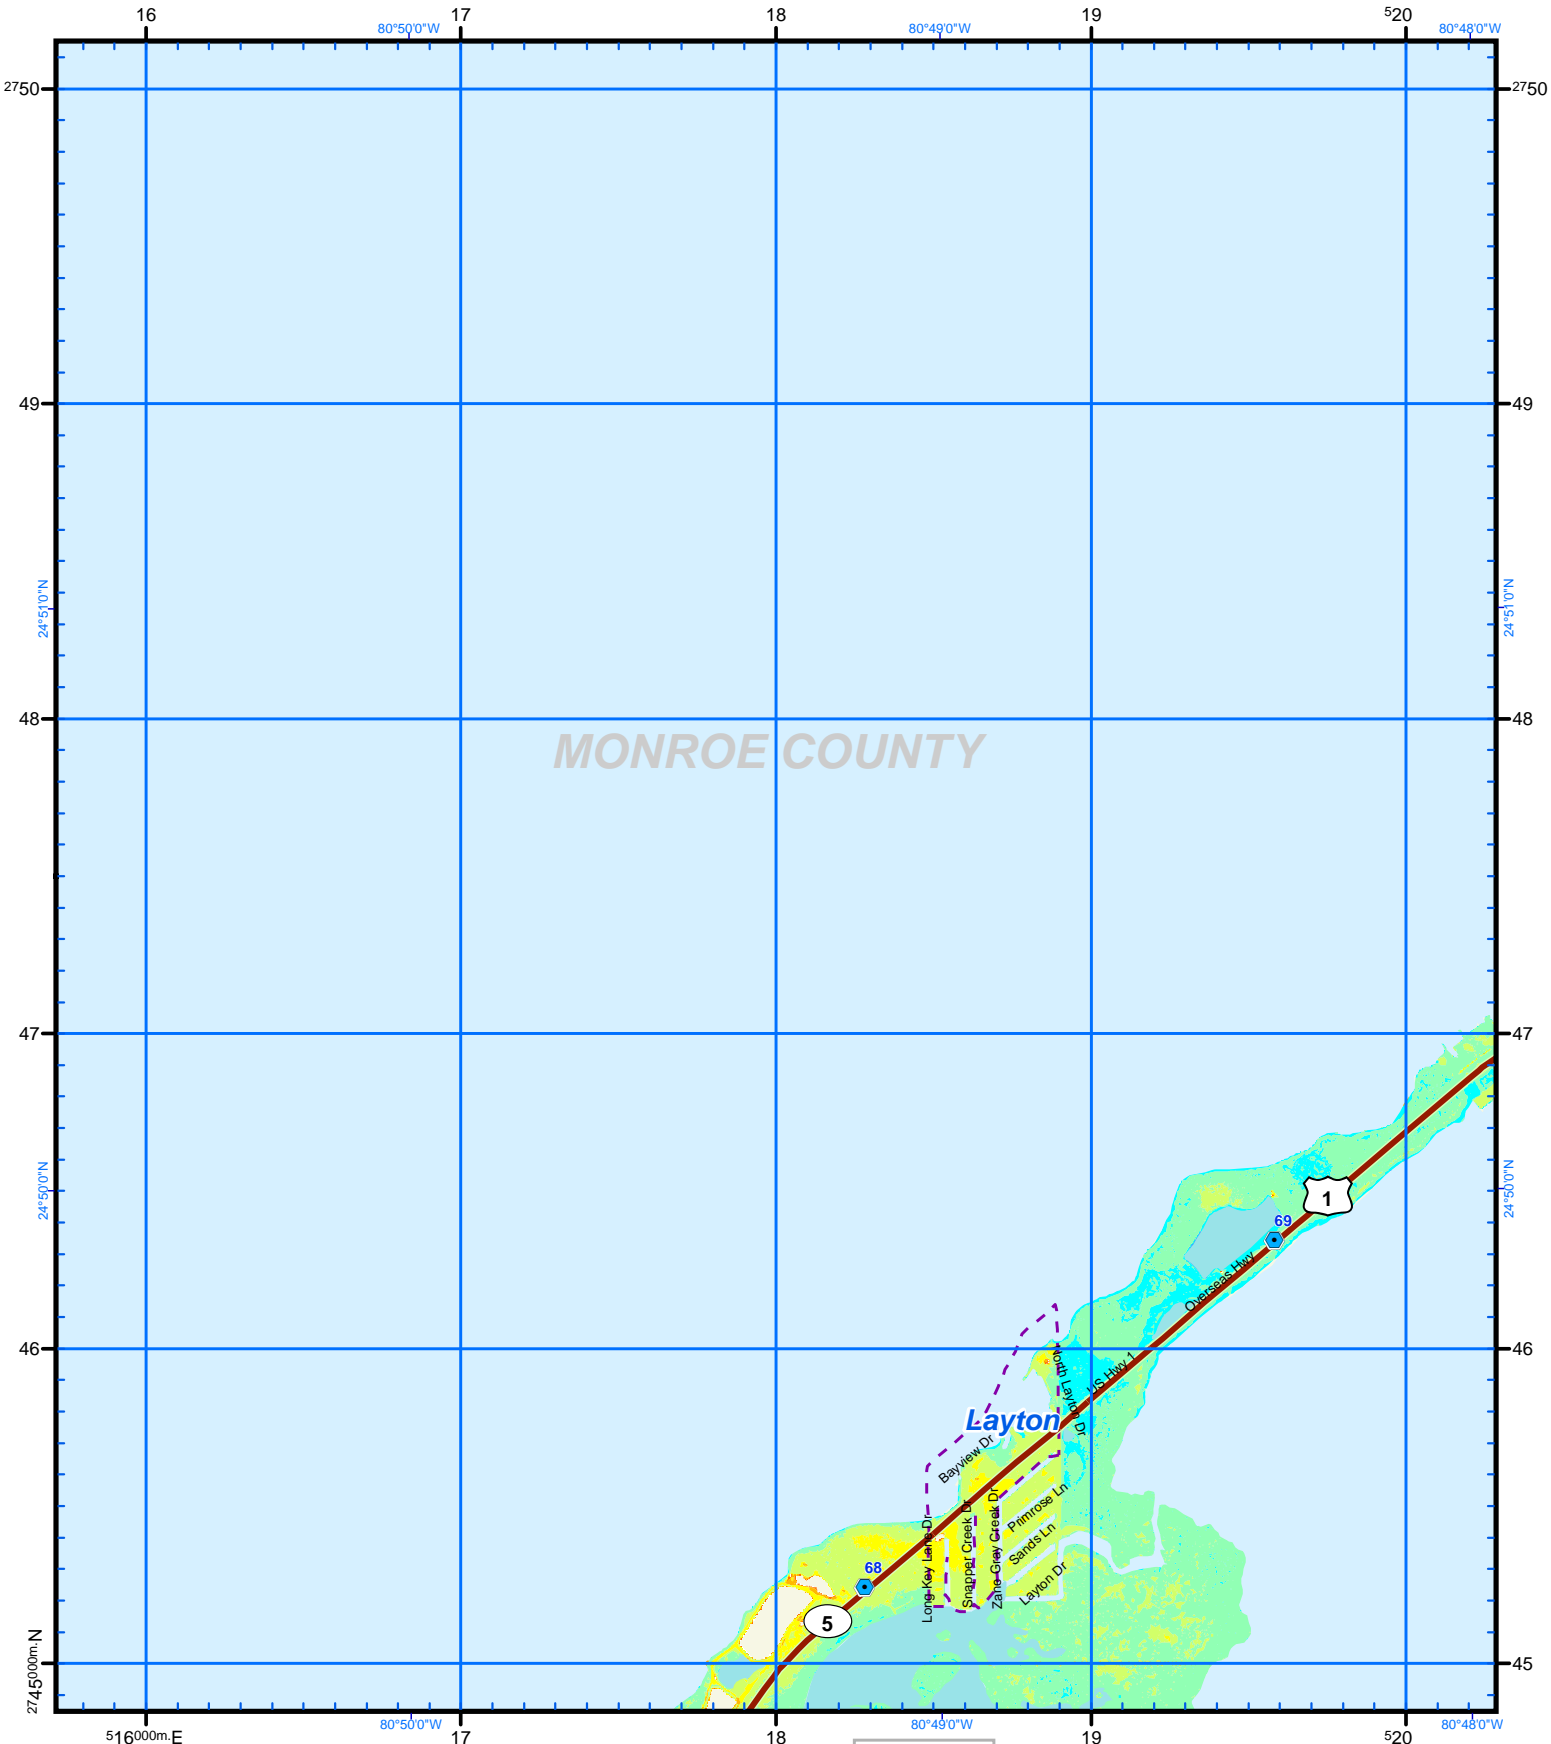 16 17 18 19 520
80°50'0"W 80°49'0"W 80°48'0"W
2750 2750
49 49
24°51'0"N 24°51'0"N
48 48
MONROE COUNTY
47 47
24°50'0"N 24°50'0"N
1
69
Overseas Hwy
46 46
North Layton Dr
US Hwy 1
Layton
Bayview Dr
Primrose Ln
Sands Ln
Layton Dr
Long Key Lake Dr
Snapper Creek Dr
Zane Grey Creek Dr
68
5
2745000m.N 45
80°50'0"W 80°49'0"W 80°48'0"W
516000m.E 17 18 19 520